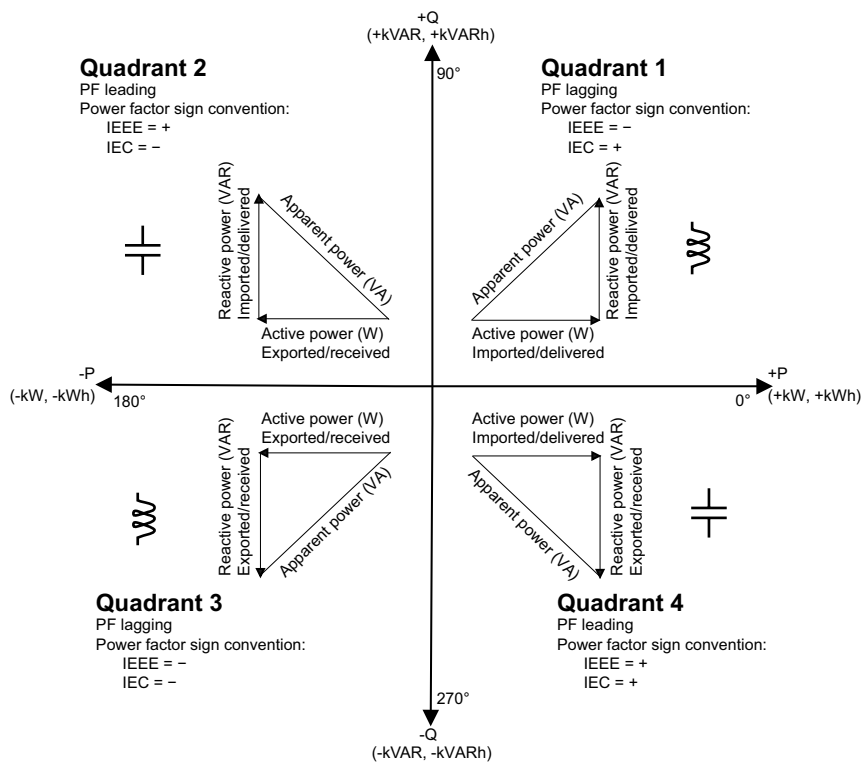 +Q
(+kVAR, +kVARh)
90°
Quadrant 2
PF leading
Power factor sign convention:
IEEE = +
IEC = −
Reactive power (VAR)
Imported/delivered
Apparent power (VA)
Active power (W)
Exported/received
Quadrant 1
PF lagging
Power factor sign convention:
IEEE = −
IEC = +
Apparent power (VA)
Reactive power (VAR)
Imported/delivered
Active power (W)
Imported/delivered
-P
(-kW, -kWh)
180°
0°
+P
(+kW, +kWh)
Active power (W)
Exported/received
Reactive power (VAR)
Exported/received
Apparent power (VA)
Quadrant 3
PF lagging
Power factor sign convention:
IEEE = −
IEC = −
Active power (W)
Imported/delivered
Apparent power (VA)
Reactive power (VAR)
Exported/received
Quadrant 4
PF leading
Power factor sign convention:
IEEE = +
IEC = +
270°
-Q
(-kVAR, -kVARh)